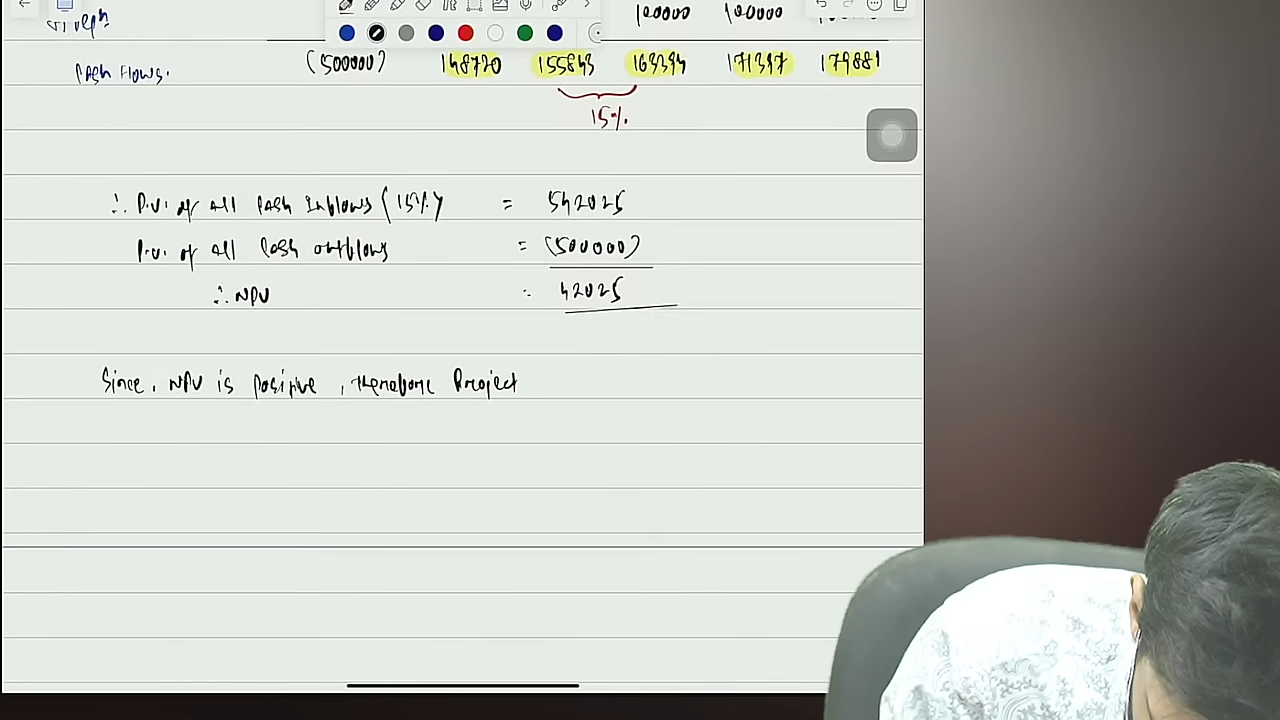 100000 100000
Cash flows. (500000) 148720 155843 163394 171397 179881
15%
∴ P.V. of all Cash Inflows (15%) = 542025
P.V. of all Cash outflows = (500000)
∴ NPV = 42025
Since, NPV is positive, therefore Project